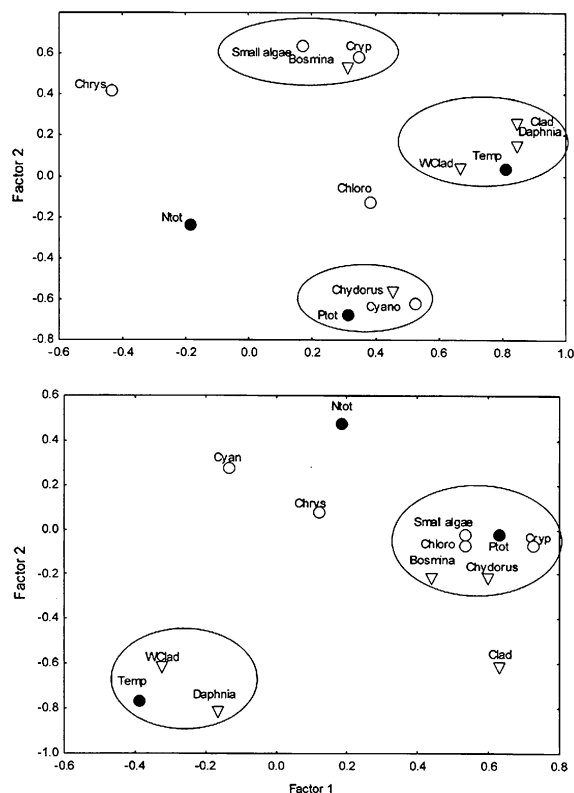 0.6
0.4
0.2
0.0
-0.2
-0.4
-0.6
-0.8
Factor 2
Small algae
Cryp
Bosmina
Chrys
Clad
Daphnia
Temp
WClad
Chloro
Ntot
Chydorus
Cyano
Ptot
-0.6 -0.4 -0.2 0.0 0.2 0.4 0.6 0.8 1.0
0.6
0.4
0.2
0.0
-0.2
-0.4
-0.6
-0.8
-1.0
Factor 2
Ntot
Cyan
Chrys
Small algae
Chloro
Ptot
Cryp
Bosmina
Chydorus
WClad
Clad
Temp
Daphnia
-0.6 -0.4 -0.2 0.0 0.2 0.4 0.6 0.8
Factor 1